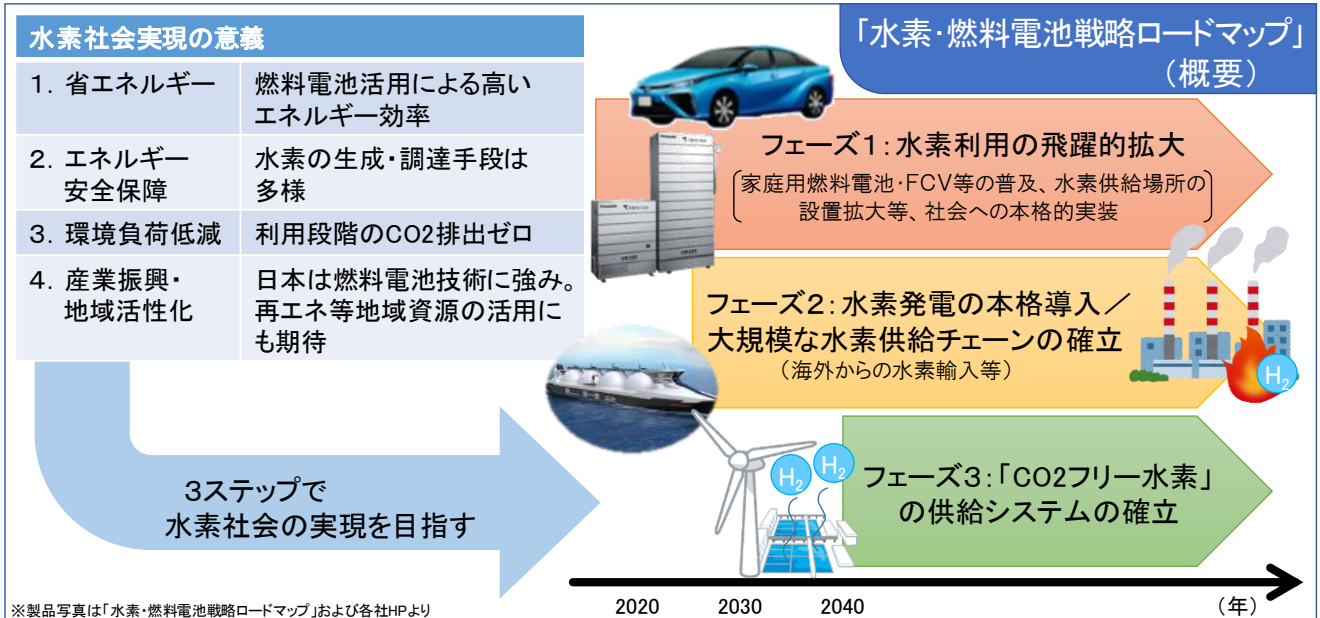 水素社会実現の意義
1．省エネルギー
燃料電池活用による高い
エネルギー効率
2．エネルギー
安全保障
水素の生成・調達手段は
多様
3．環境負荷低減
利用段階のCO2排出ゼロ
4．産業振興・
地域活性化
日本は燃料電池技術に強み。
再エネ等地域資源の活用に
も期待
3ステップで
水素社会の実現を目指す
※製品写真は「水素・燃料電池戦略ロードマップ」および各社HPより
「水素・燃料電池戦略ロードマップ」
（概要）
フェーズ1：水素利用の飛躍的拡大
家庭用燃料電池・FCV等の普及、水素供給場所の
設置拡大等、社会への本格的実装
フェーズ2：水素発電の本格導入／
大規模な水素供給チェーンの確立
（海外からの水素輸入等）
H2
H2
H2
フェーズ3：「CO2フリー水素」
の供給システムの確立
2020
2030
2040
（年）